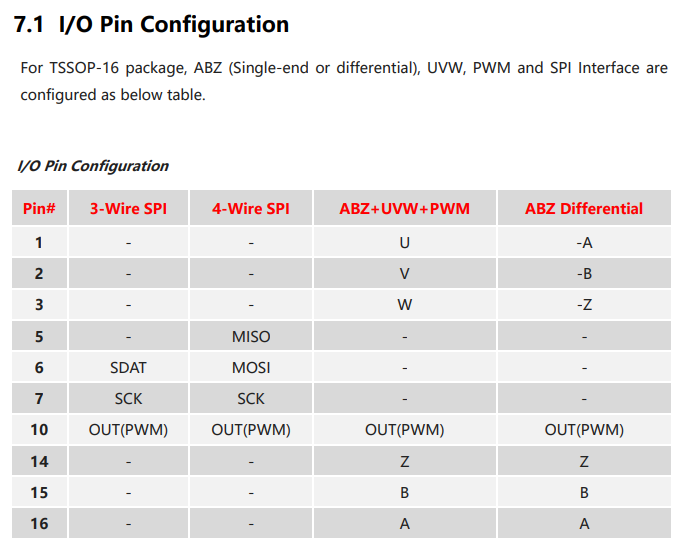 7.1 I/O Pin Configuration
For TSSOP-16 package, ABZ (Single-end or differential), UVW, PWM and SPI Interface are
configured as below table.
I/O Pin Configuration
Pin# 3-Wire SPI 4-Wire SPI ABZ+UVW+PWM ABZ Differential
1 - - U -A
2 - - V -B
3 - - W -Z
5 - MISO - -
6 SDAT MOSI - -
7 SCK SCK - -
10 OUT(PWM) OUT(PWM) OUT(PWM) OUT(PWM)
14 - - Z Z
15 - - B B
16 - - A A